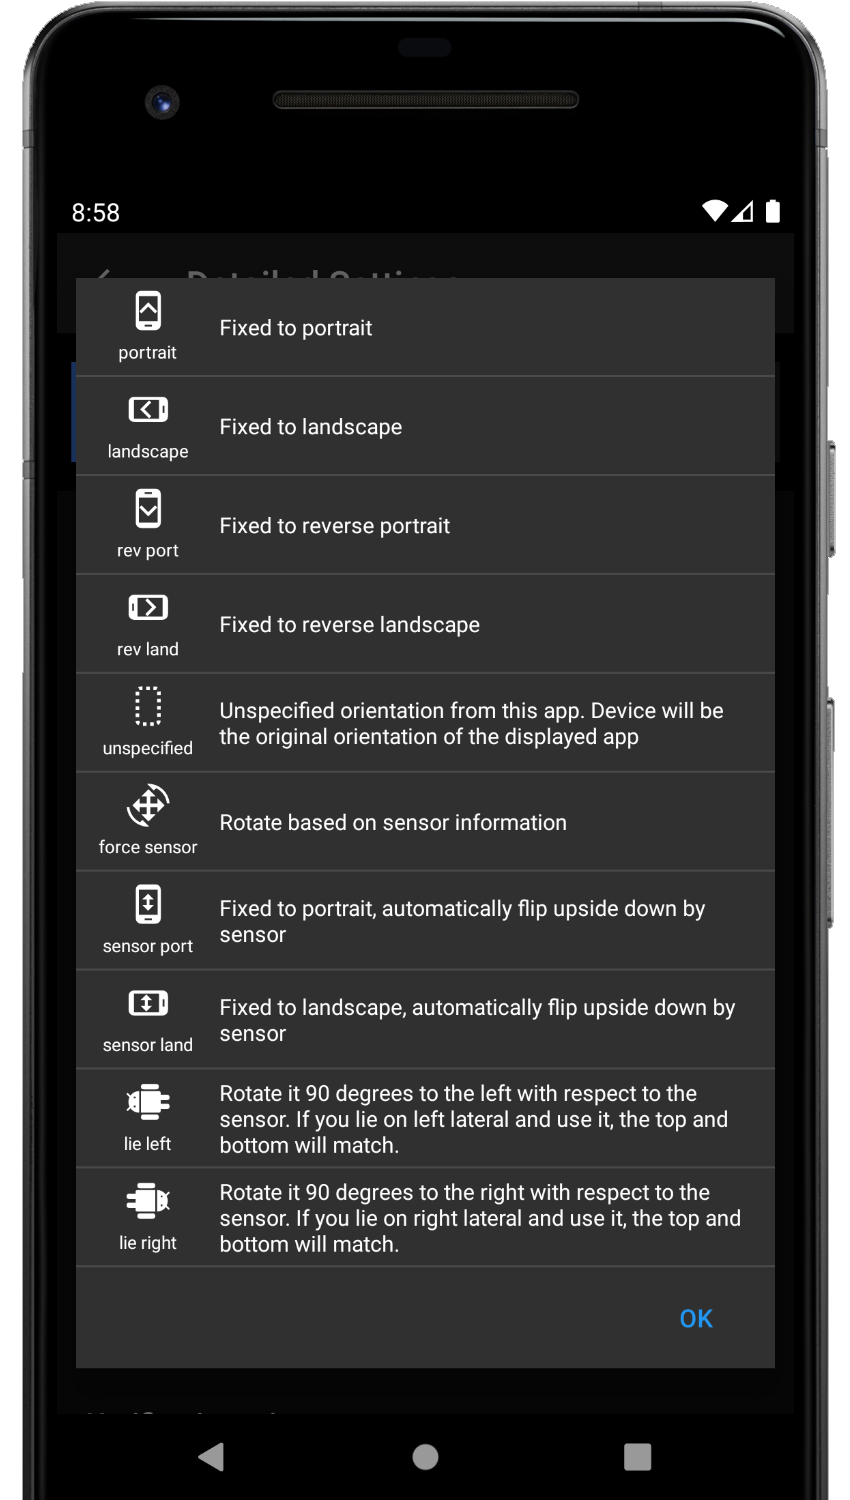 8:58
Detailed Settings
portrait
Fixed to portrait
landscape
Fixed to landscape
rev port
Fixed to reverse portrait
rev land
Fixed to reverse landscape
unspecified
Unspecified orientation from this app. Device will be
the original orientation of the displayed app
force sensor
Rotate based on sensor information
sensor port
Fixed to portrait, automatically flip upside down by
sensor
sensor land
Fixed to landscape, automatically flip upside down by
sensor
lie left
Rotate it 90 degrees to the left with respect to the
sensor. If you lie on left lateral and use it, the top and
bottom will match.
lie right
Rotate it 90 degrees to the right with respect to the
sensor. If you lie on right lateral and use it, the top and
bottom will match.
OK